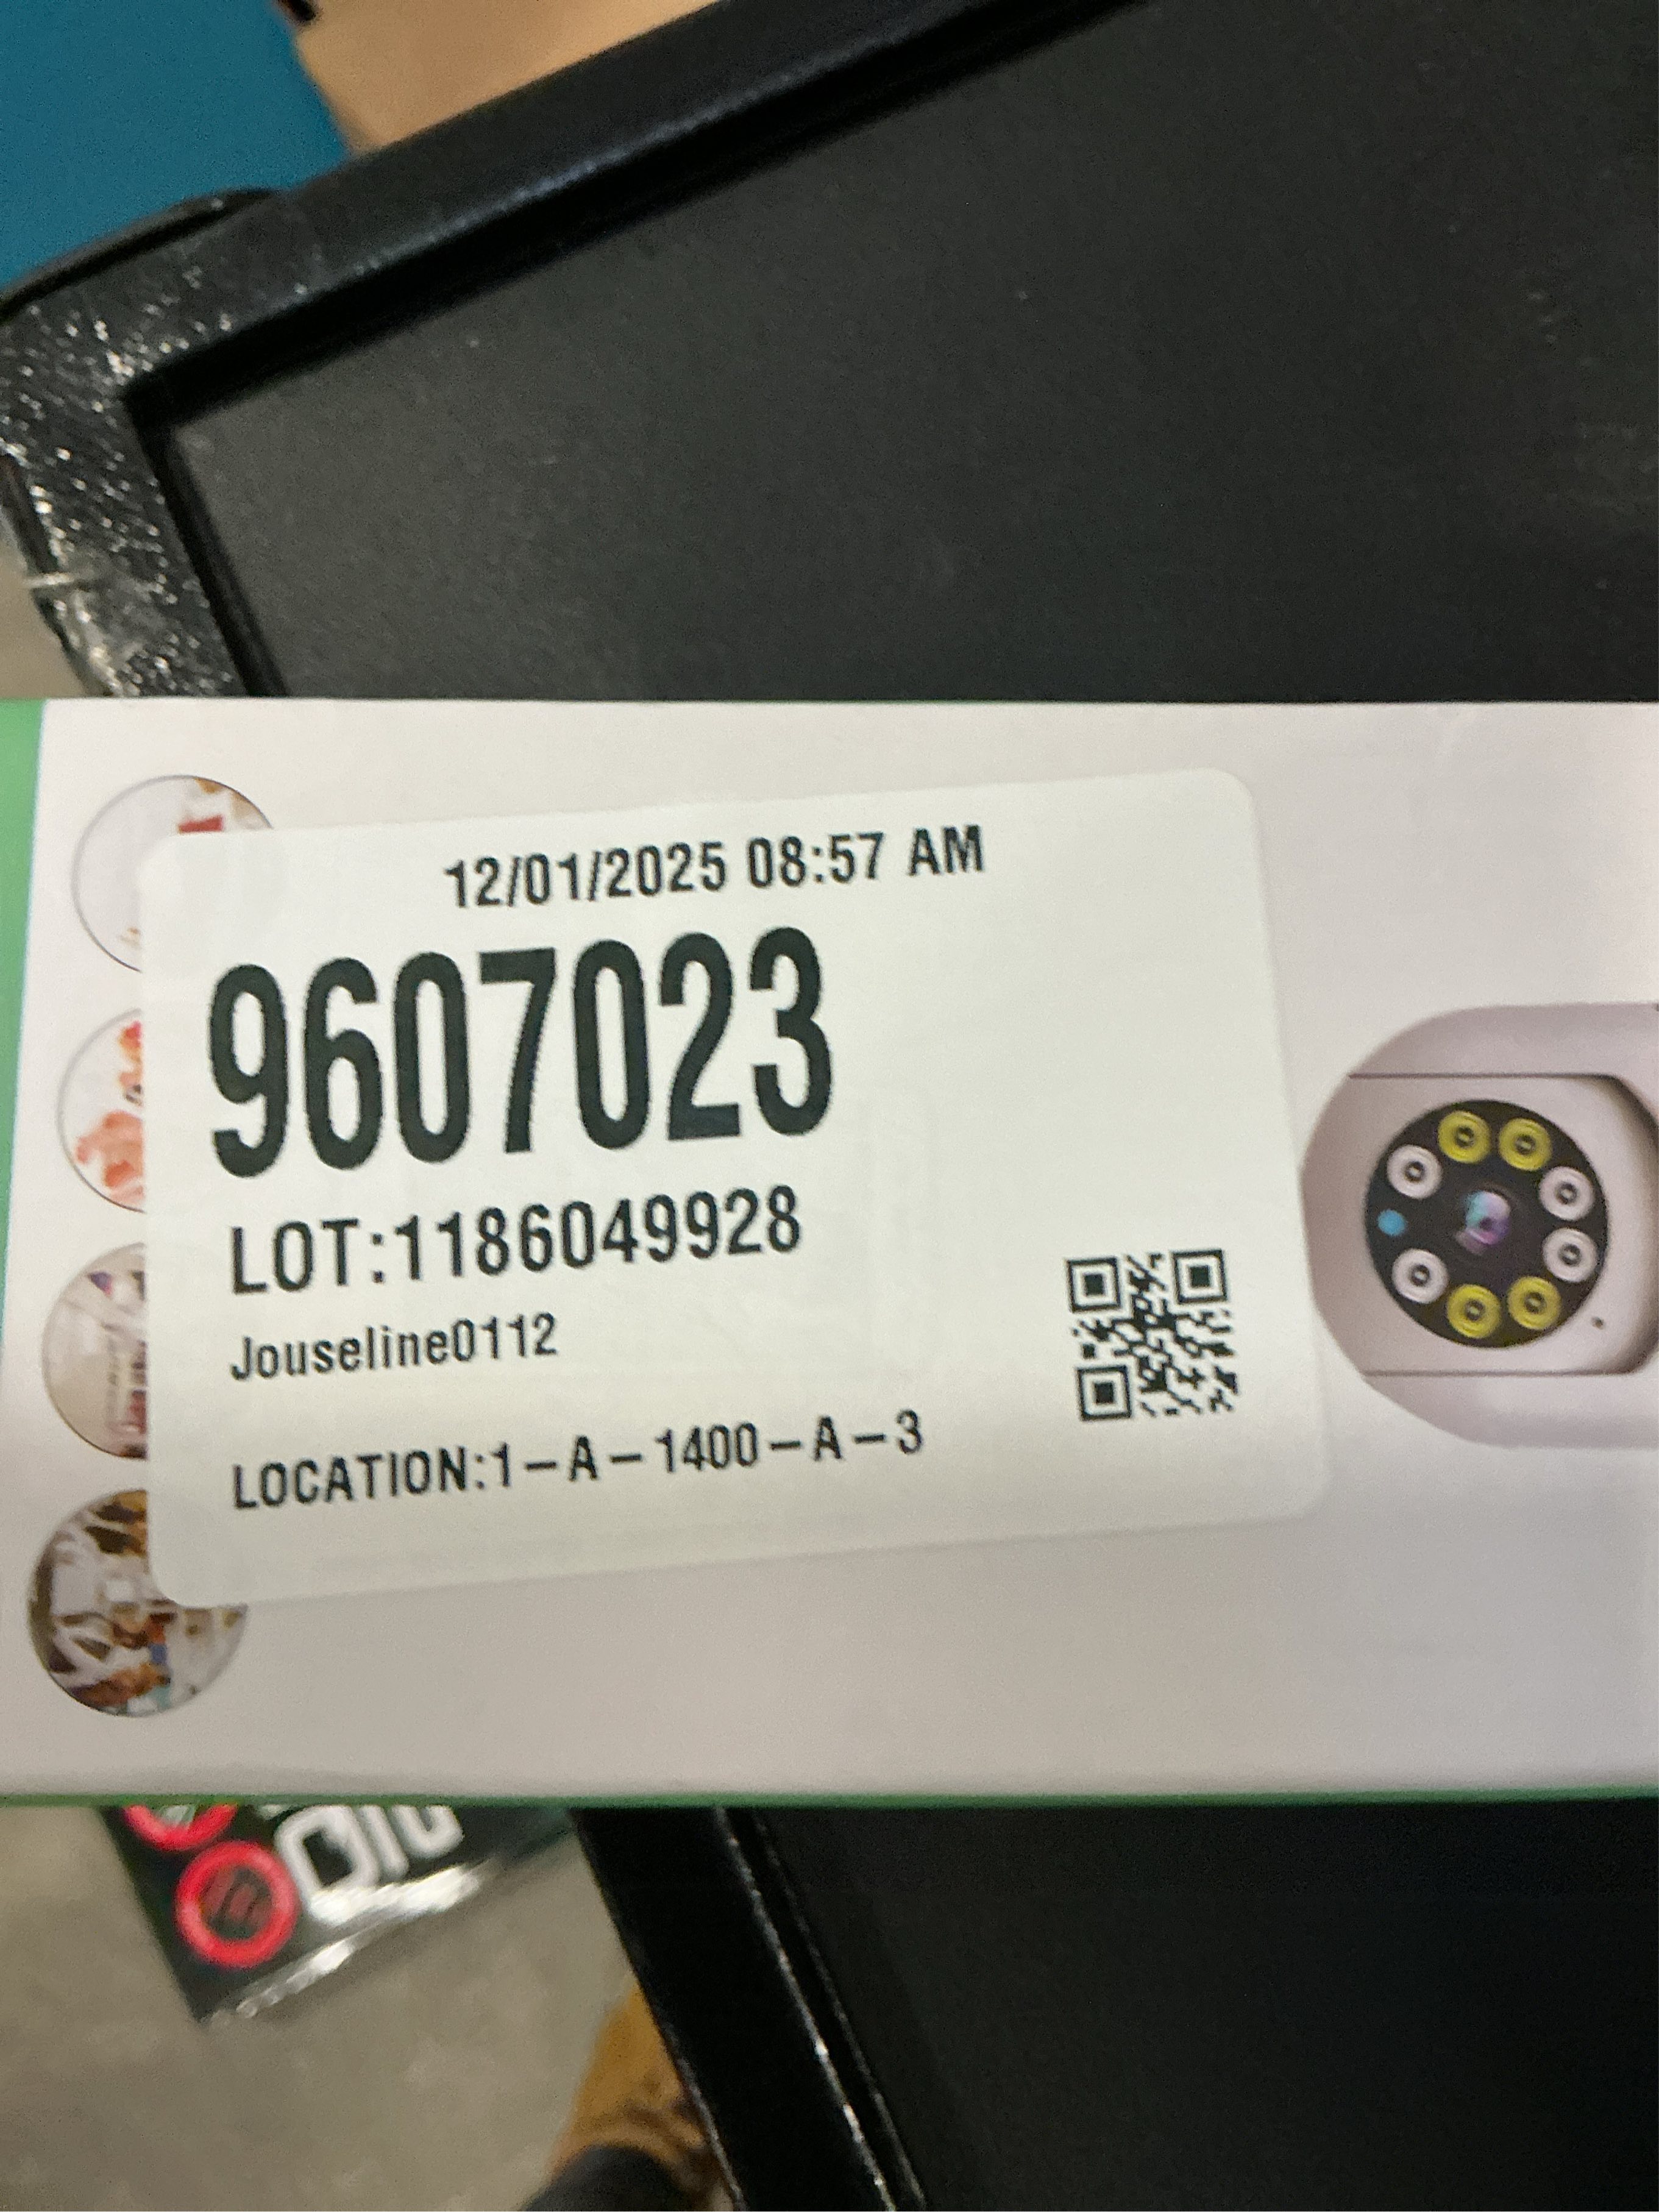 12/01/2025 08:57 AM
9607023
LOT:1186049928
Jouseline0112
LOCATION:1-A-1400-A-3